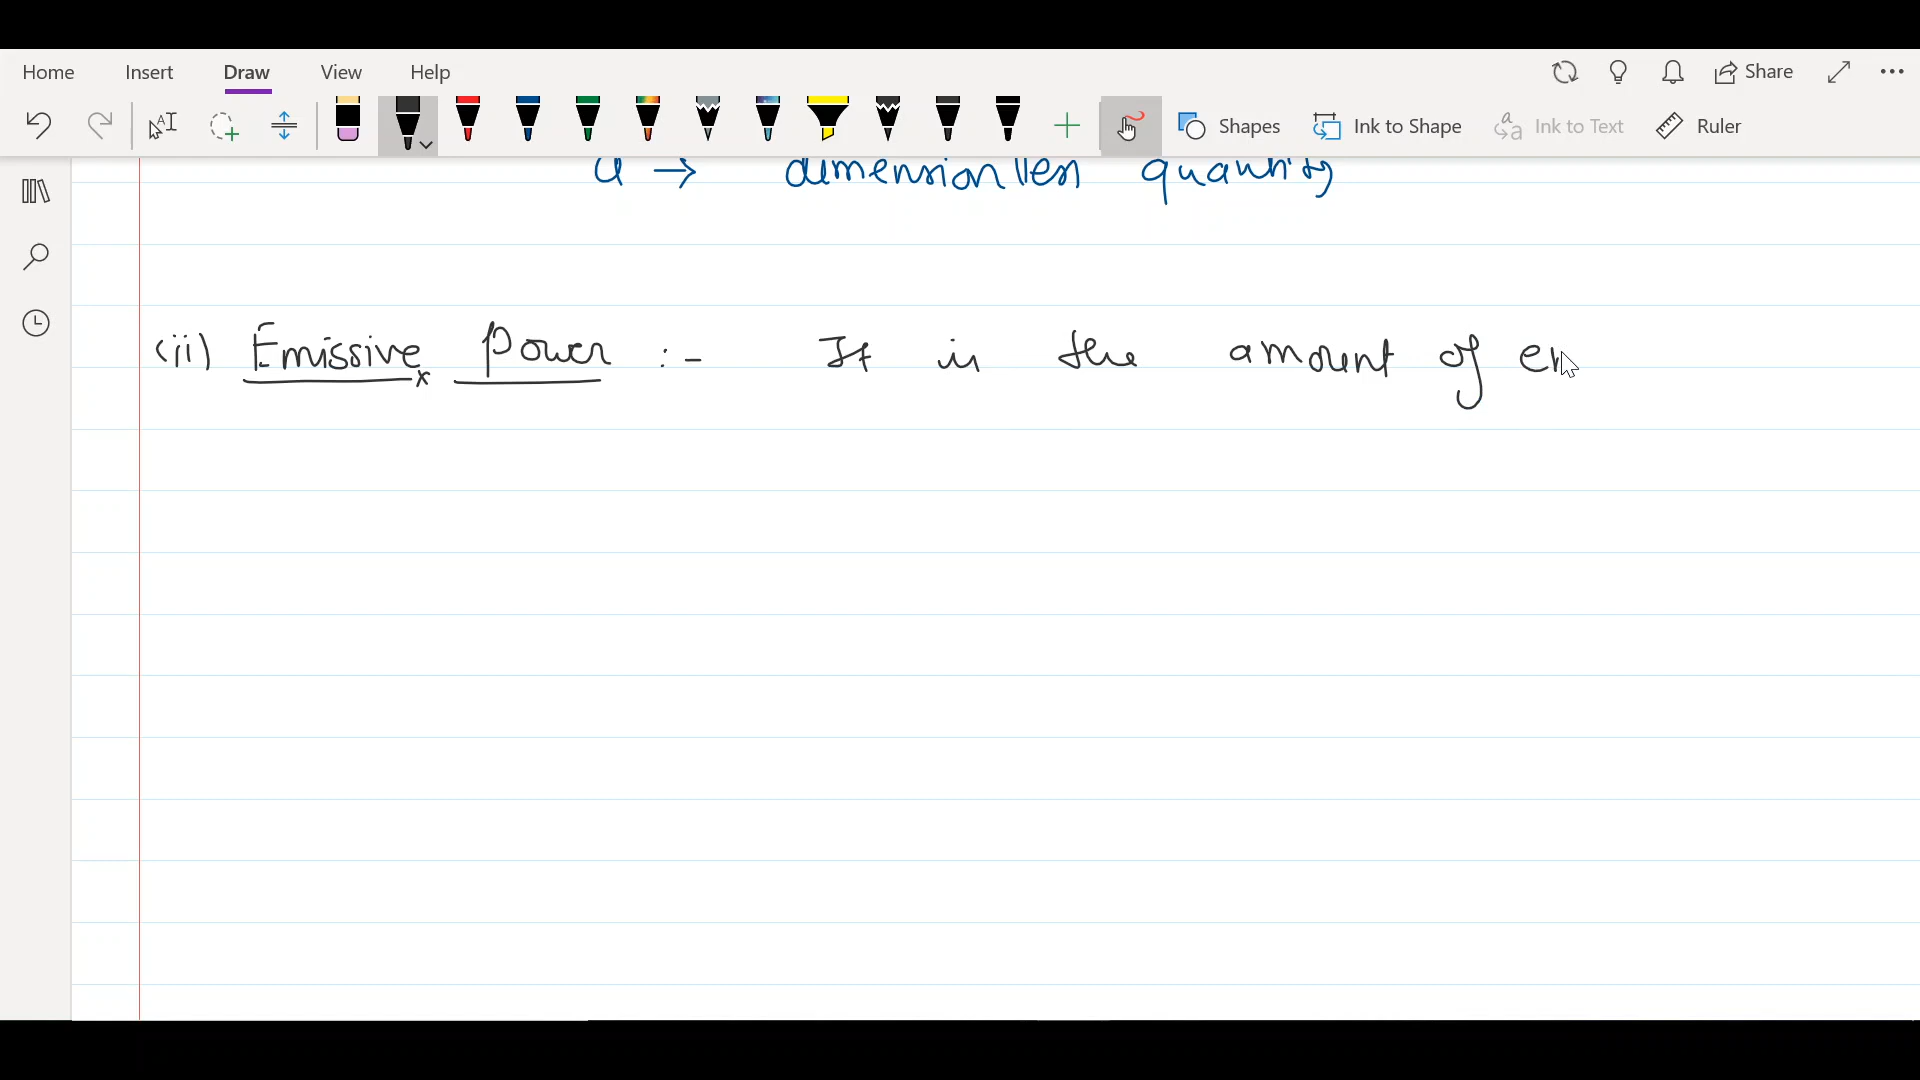 Home Insert Draw View Help Share
Shapes Ink to Shape Ink to Text Ruler
a → dimensionless quantity
(ii) Emissive Power :- It is the amount of en